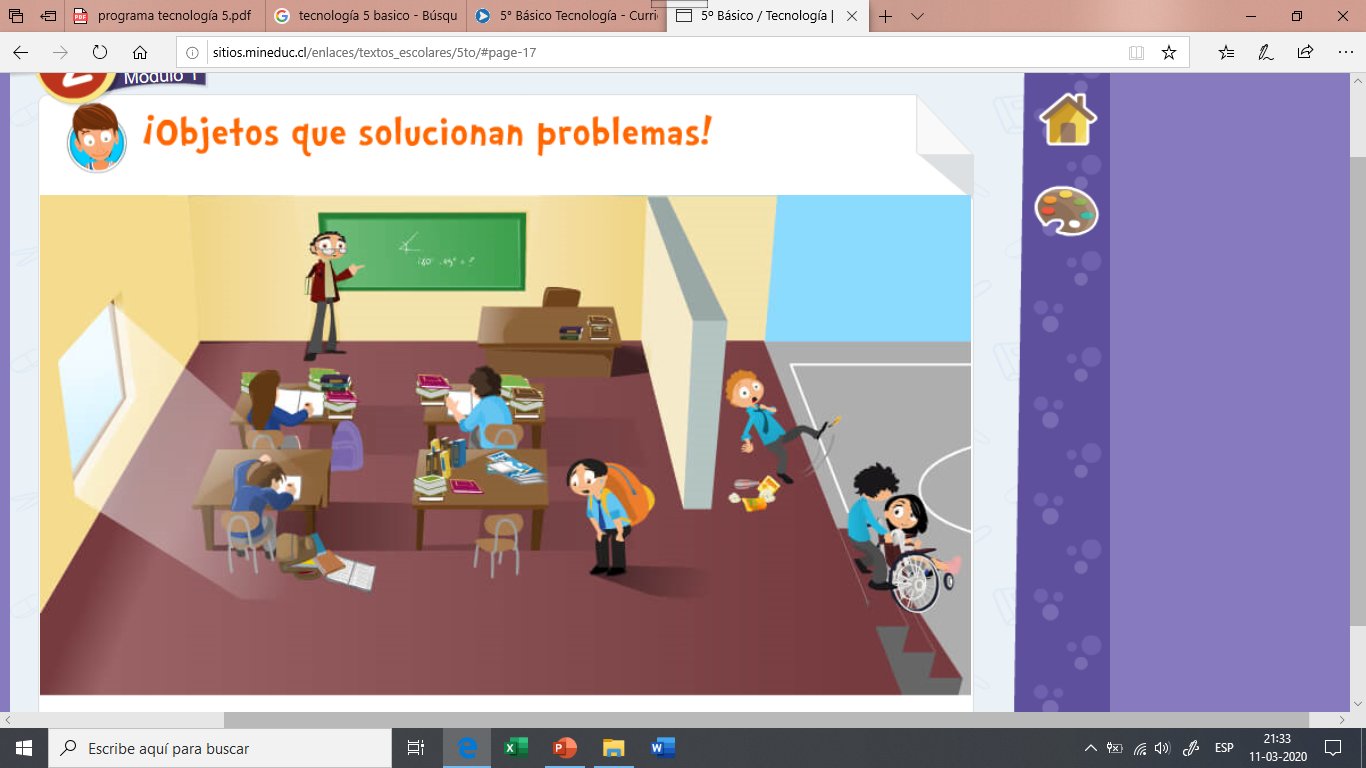 programa tecnología 5.pdf
tecnología 5 basico - Búsqu
5° Básico Tecnología - Curri
5º Básico / Tecnología |
sitios.mineduc.cl/enlaces/textos_escolares/5to/#page-17
2
Módulo 1
¡Objetos que solucionan problemas!
Escribe aquí para buscar
ESP
21:33
11-03-2020